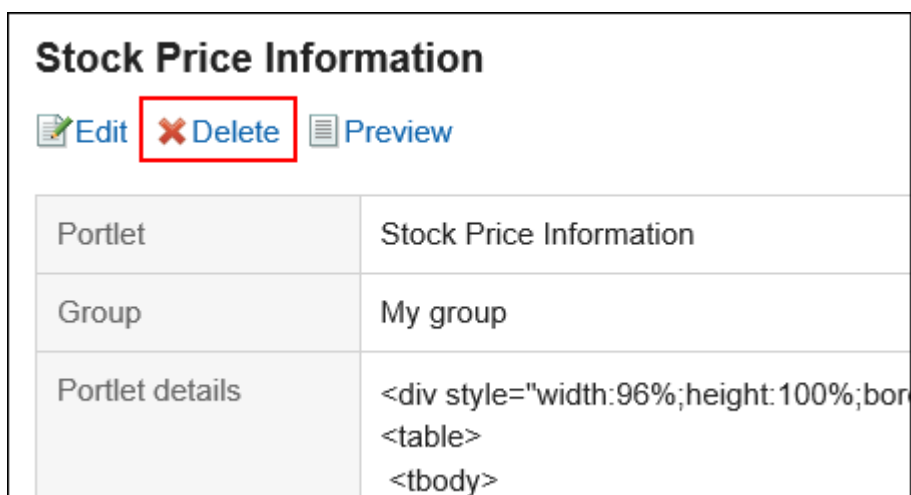 Stock Price Information
Edit Delete Preview
Portlet Stock Price Information
Group My group
Portlet details <div style="width:96%;height:100%;bor
<table>
<tbody>